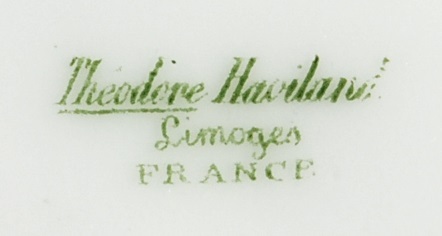 Theodore Haviland
Limoges
FRANCE